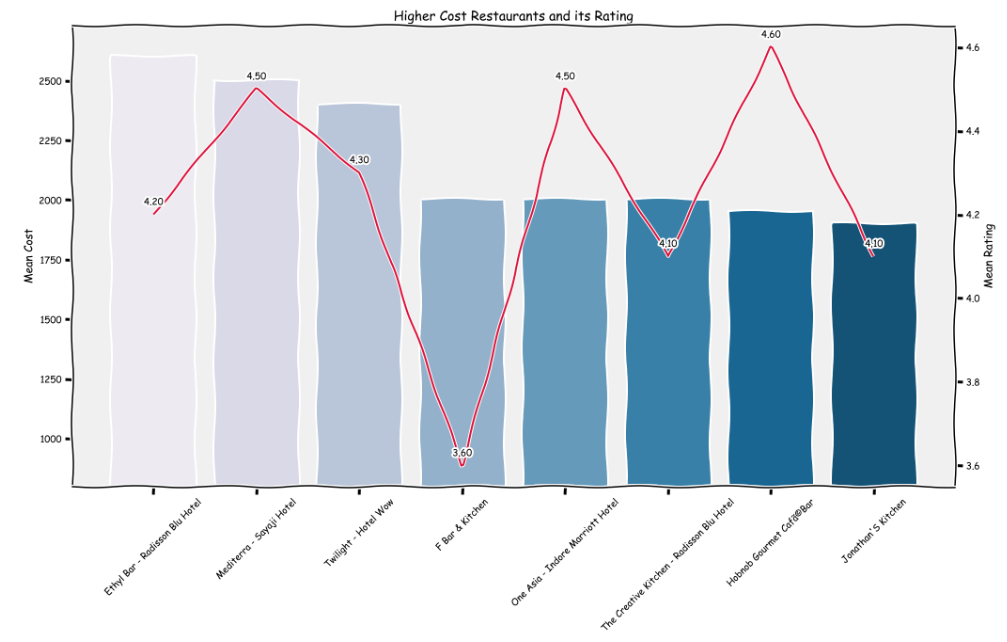 Higher Cost Restaurants and its Rating
Mean Cost
2500
2250
2000
1750
1500
1250
1000
4.20
4.50
4.30
3.60
4.50
4.10
4.60
4.10
4.6
4.4
4.2
4.0
3.8
3.6
Mean Rating
Ethyl Bar - Radisson Blu Hotel
Mediterra - Sayaji Hotel
Twilight - Hotel Wow
F Bar & Kitchen
One Asia - Indore Marriott Hotel
The Creative Kitchen - Radisson Blu Hotel
Hobnob Gourmet Café®Bar
Jonathan'S Kitchen